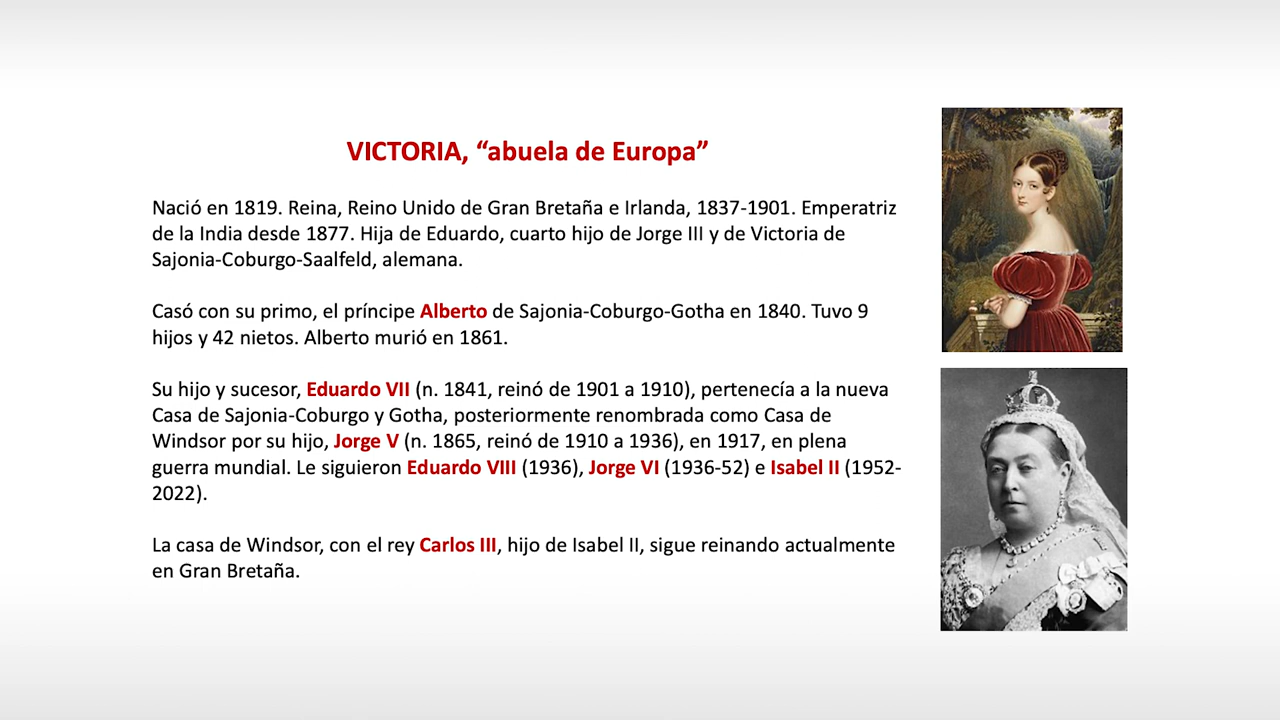 VICTORIA, “abuela de Europa”
Nació en 1819. Reina, Reino Unido de Gran Bretaña e Irlanda, 1837-1901. Emperatriz
de la India desde 1877. Hija de Eduardo, cuarto hijo de Jorge III y de Victoria de
Sajonia-Coburgo-Saalfeld, alemana.
Casó con su primo, el príncipe Alberto de Sajonia-Coburgo-Gotha en 1840. Tuvo 9
hijos y 42 nietos. Alberto murió en 1861.
Su hijo y sucesor, Eduardo VII (n. 1841, reinó de 1901 a 1910), pertenecía a la nueva
Casa de Sajonia-Coburgo y Gotha, posteriormente renombrada como Casa de
Windsor por su hijo, Jorge V (n. 1865, reinó de 1910 a 1936), en 1917, en plena
guerra mundial. Le siguieron Eduardo VIII (1936), Jorge VI (1936-52) e Isabel II (1952-
2022).
La casa de Windsor, con el rey Carlos III, hijo de Isabel II, sigue reinando actualmente
en Gran Bretaña.